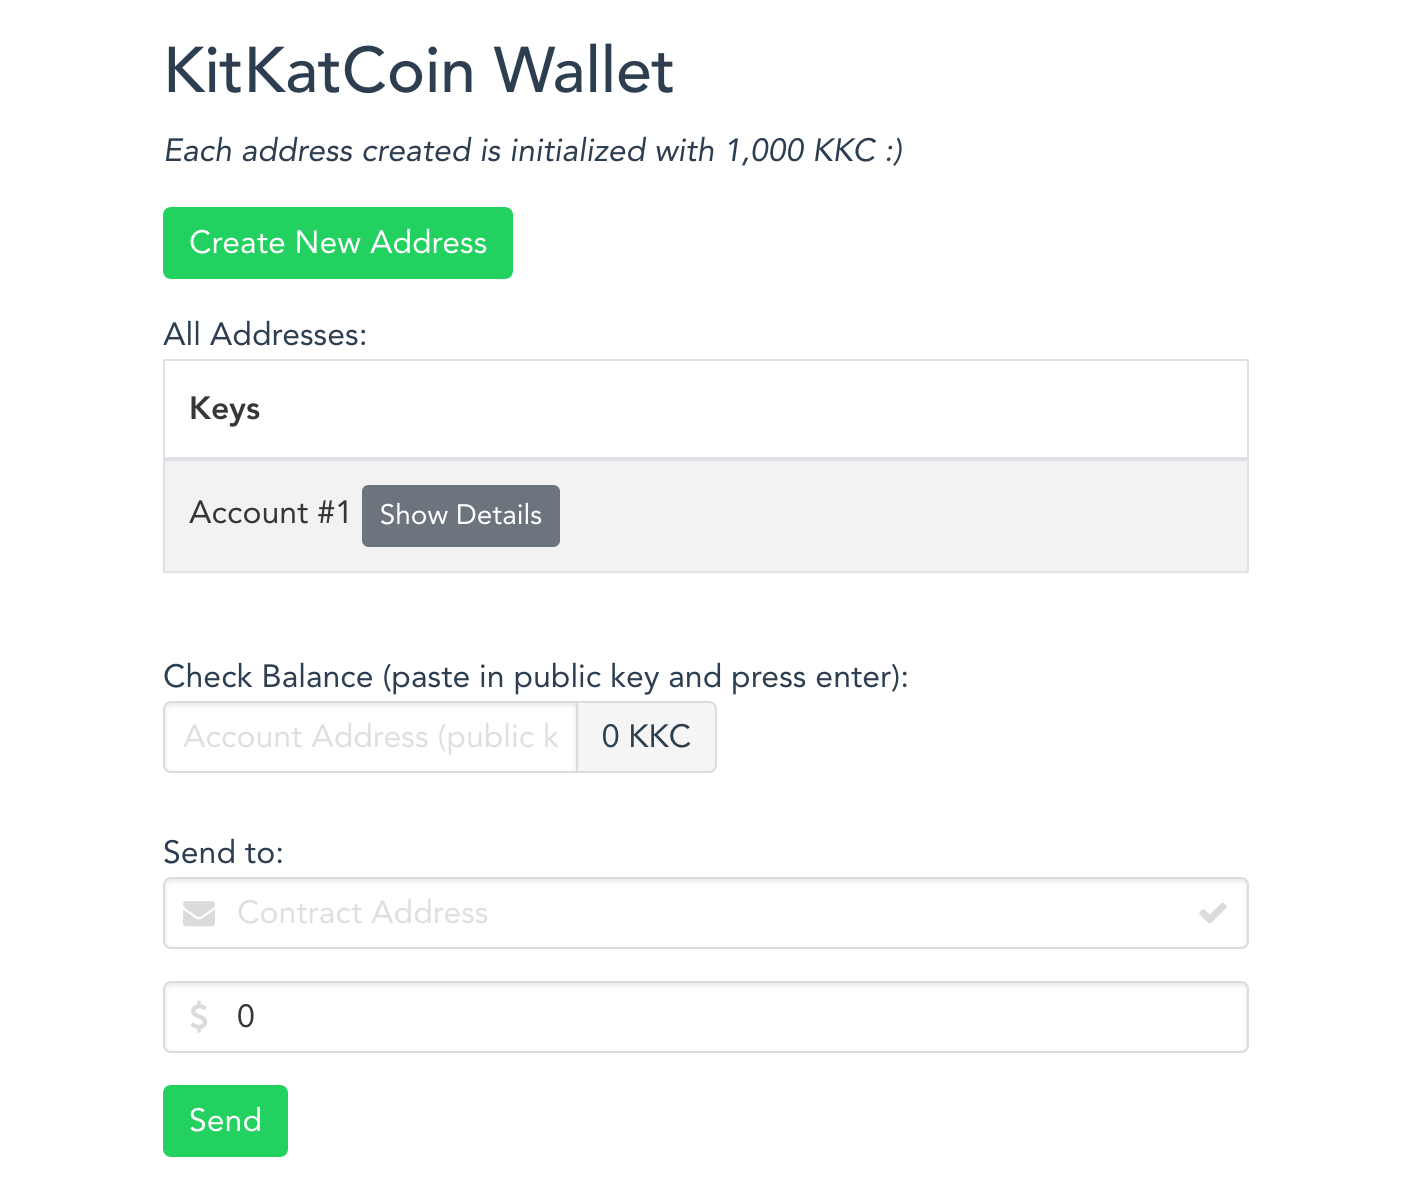 KitKatCoin Wallet
Each address created is initialized with 1,000 KKC :)
Create New Address
All Addresses:
Keys
Account #1 Show Details
Check Balance (paste in public key and press enter):
Account Address (public k 0 KKC
Send to:
Contract Address
$ 0
Send